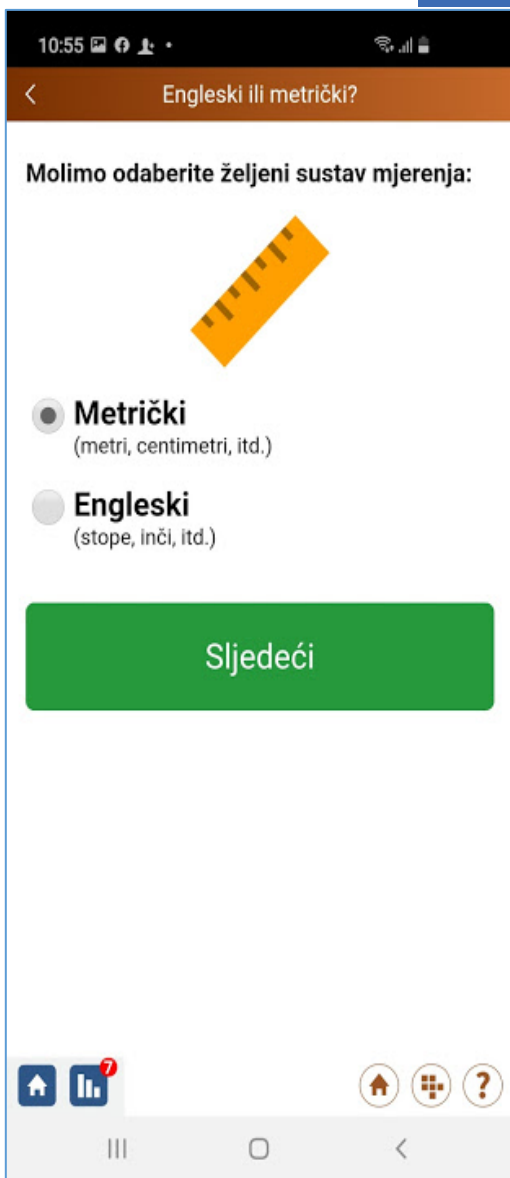 10:55
Engleski ili metrički?
Molimo odaberite željeni sustav mjerenja:
Metrički
(metri, centimetri, itd.)
Engleski
(stope, inči, itd.)
Sljedeći
7
?